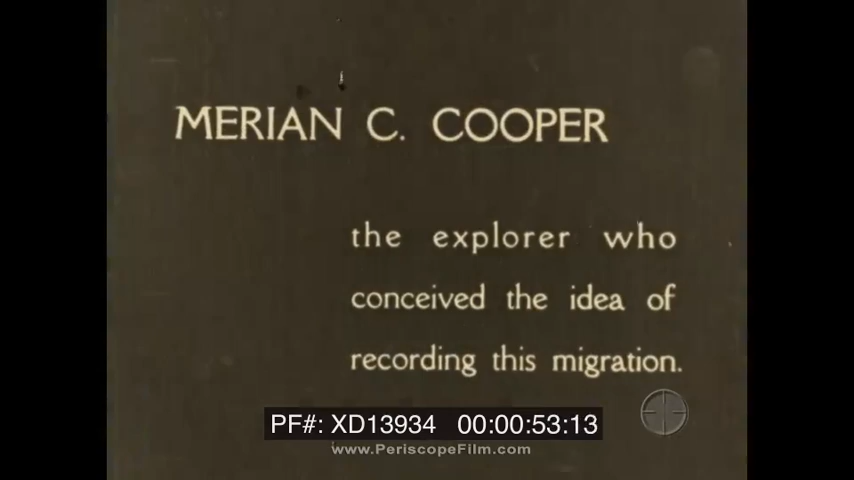 MERIAN C. COOPER
the explorer who
conceived the idea of
recording this migration.
PF#: XD13934 00:00:53:13
www.PeriscopeFilm.com